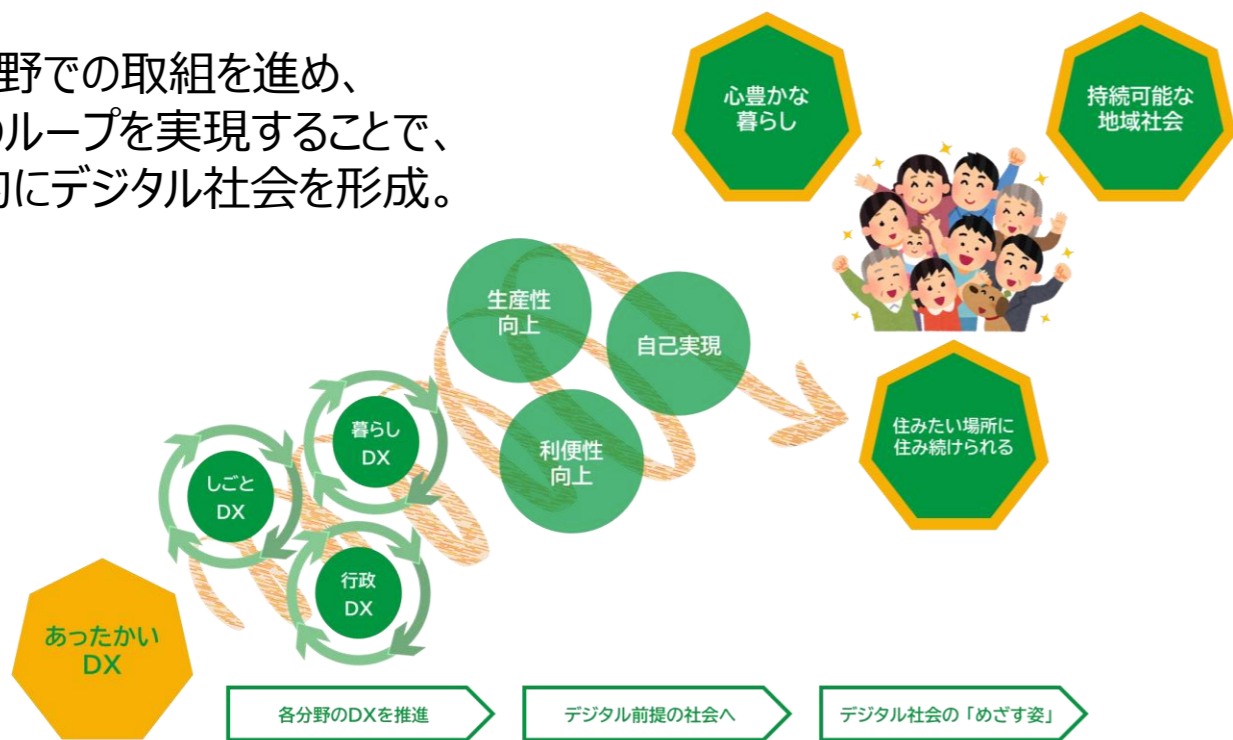 野での取組を進め、
ループを実現することで、
にデジタル社会を形成。
心豊かな
暮らし
持続可能な
地域社会
生産性
向上
自己実現
利便性
向上
住みたい場所に
住み続けられる
暮らし
DX
しごと
DX
行政
DX
あったかい
DX
各分野のDXを推進
デジタル前提の社会へ
デジタル社会の「めざす姿」